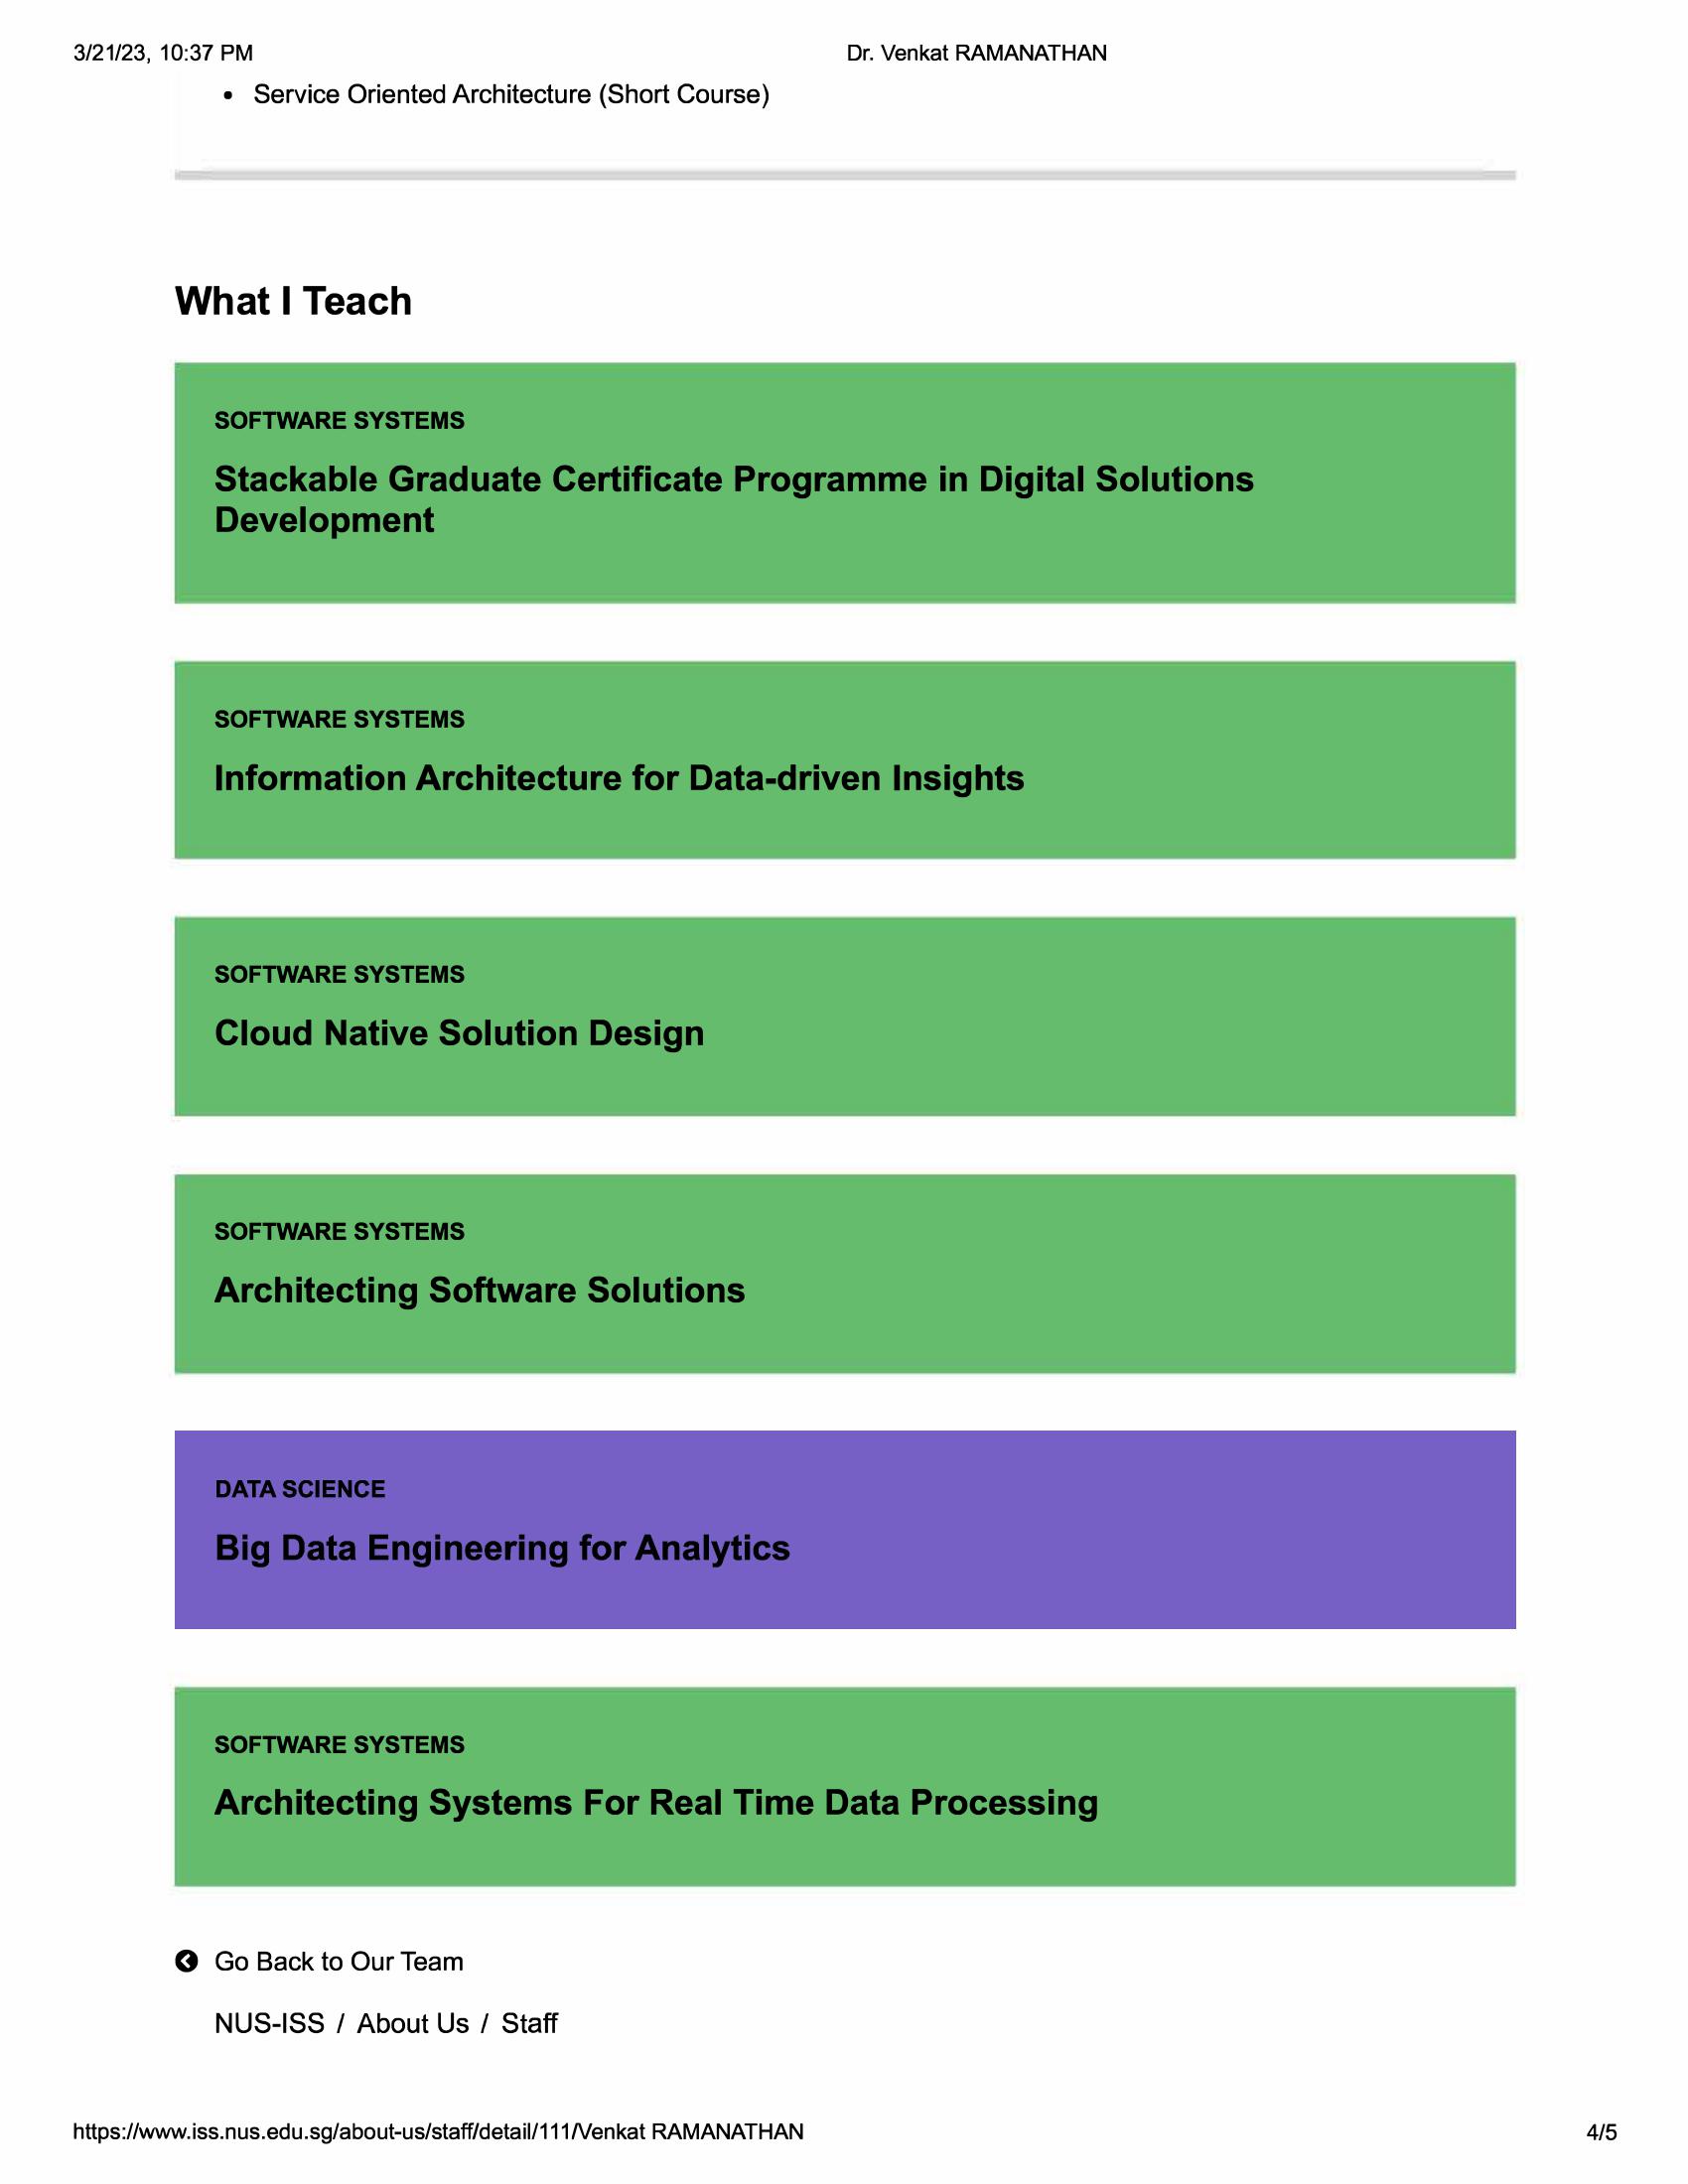 3/21/23, 10:37 PM
Dr. Venkat RAMANATHAN
• Service Oriented Architecture (Short Course)
What I Teach
SOFTWARE SYSTEMS
Stackable Graduate Certificate Programme in Digital Solutions
Development
SOFTWARE SYSTEMS
Information Architecture for Data-driven Insights
SOFTWARE SYSTEMS
Cloud Native Solution Design
SOFTWARE SYSTEMS
Architecting Software Solutions
DATA SCIENCE
Big Data Engineering for Analytics
SOFTWARE SYSTEMS
Architecting Systems For Real Time Data Processing
Go Back to Our Team
NUS-ISS / About Us / Staff
https://www.iss.nus.edu.sg/about-us/staff/detail/111/Venkat RAMANATHAN
4/5